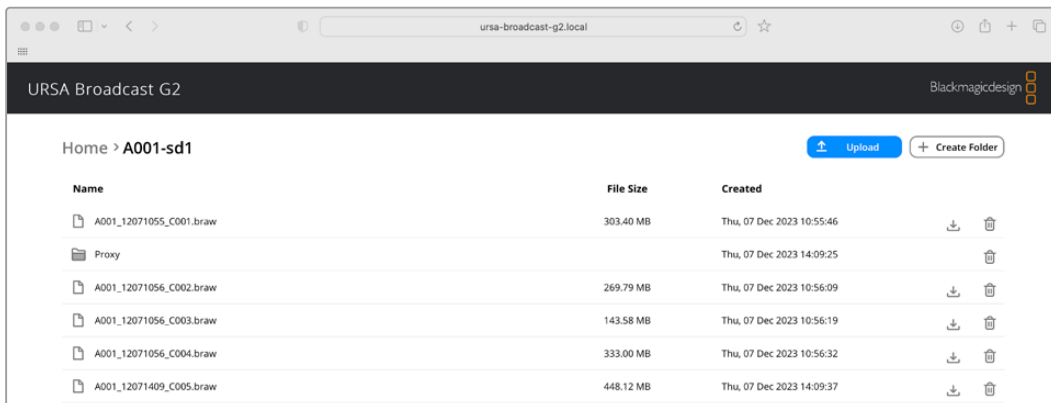 ursa-broadcast-g2.local
URSA Broadcast G2
Blackmagicdesign
Home > A001-sd1
Upload
+ Create Folder
Name File Size Created
A001_12071055_C001.braw 303.40 MB Thu, 07 Dec 2023 10:55:46
Proxy Thu, 07 Dec 2023 14:09:25
A001_12071056_C002.braw 269.79 MB Thu, 07 Dec 2023 10:56:09
A001_12071056_C003.braw 143.58 MB Thu, 07 Dec 2023 10:56:19
A001_12071056_C004.braw 333.00 MB Thu, 07 Dec 2023 10:56:32
A001_12071409_C005.braw 448.12 MB Thu, 07 Dec 2023 14:09:37